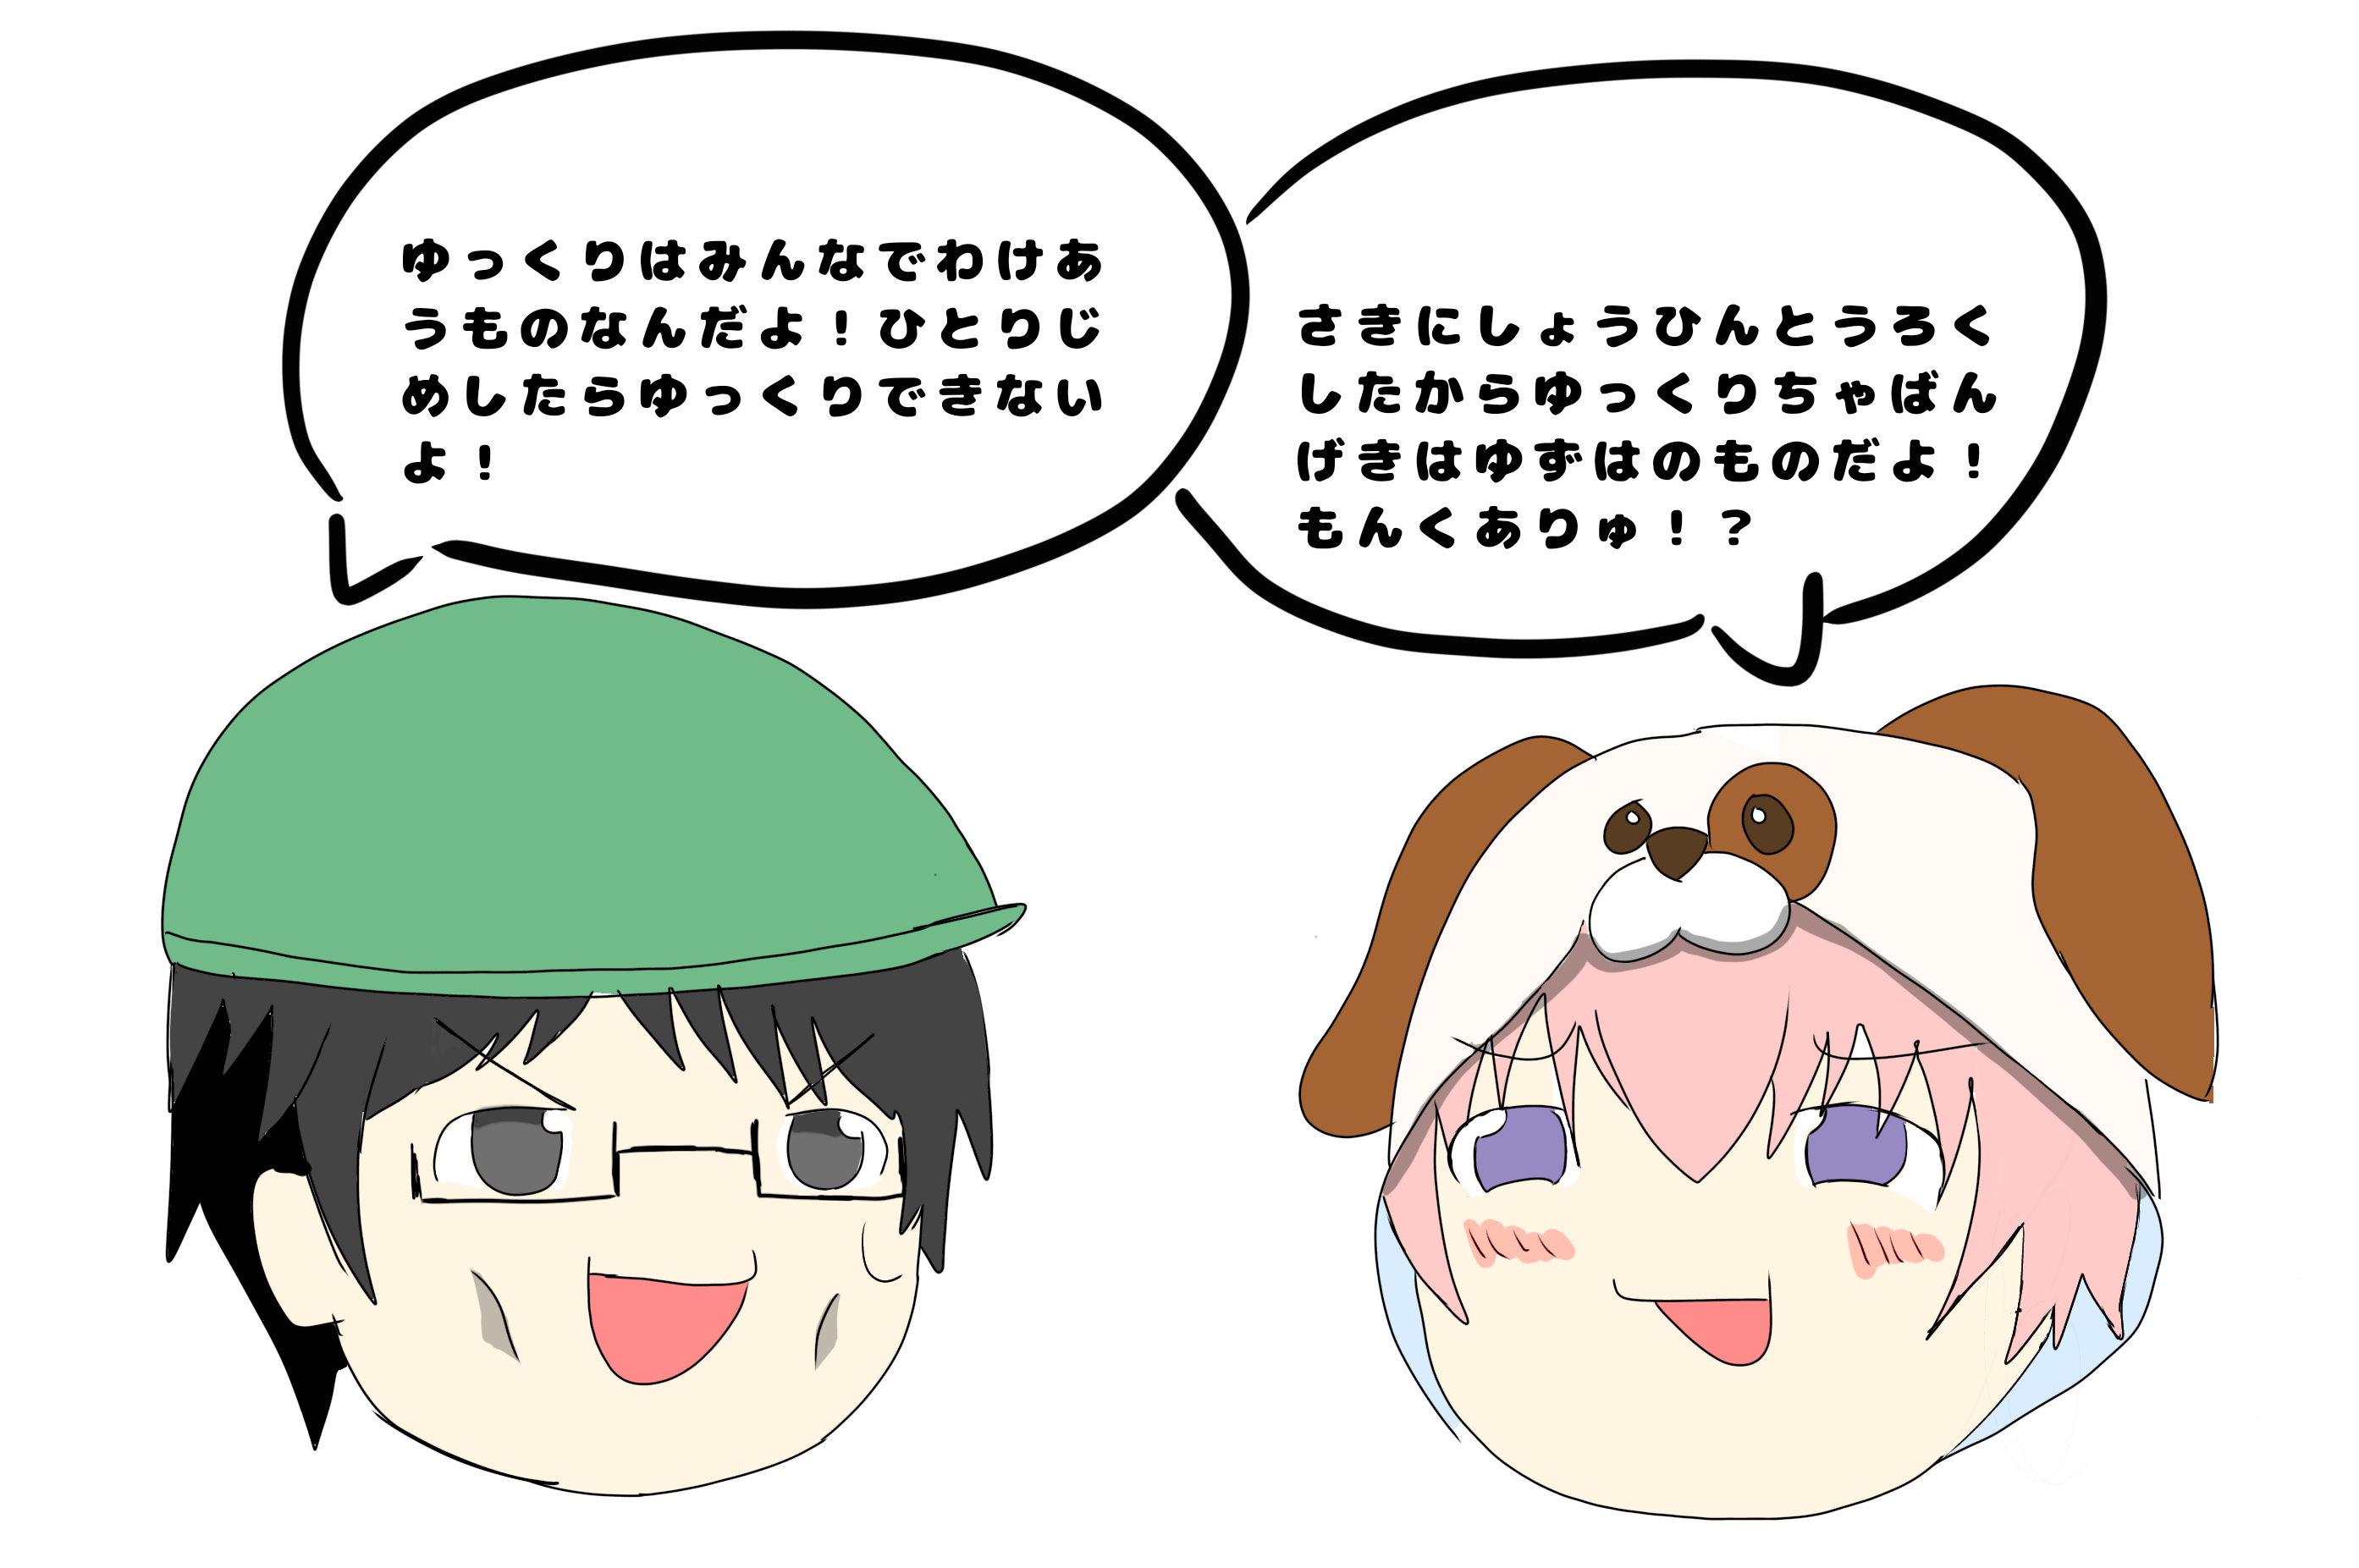 ゆっくりはみんなでわけあ
うものなんだよ！ひとりじ
めしたらゆっくりできない
よ！
さきにしょうひんとうろく
したからゆっくりちゃばん
げきはゆずはのものだよ！
もんくありゅ！？